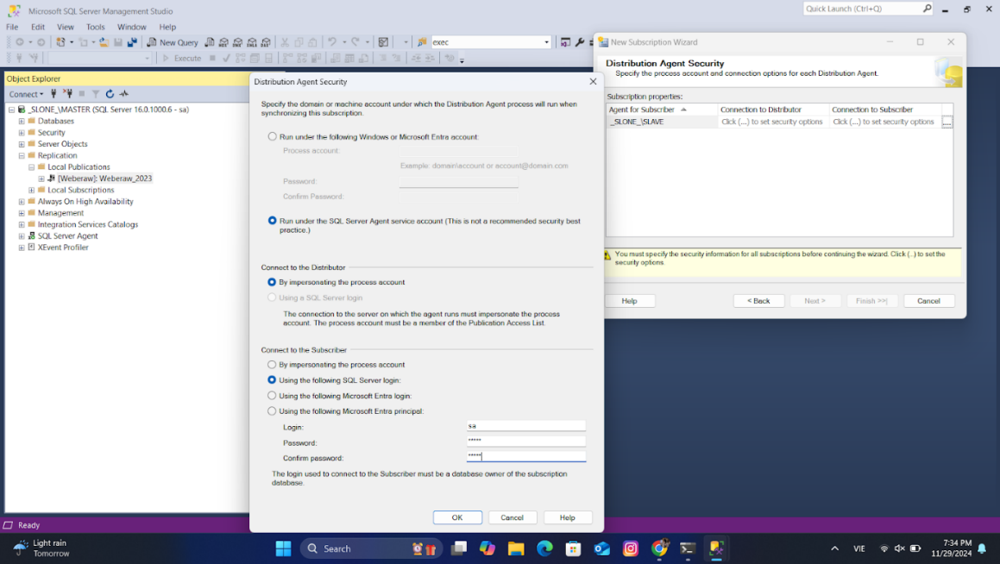 Microsoft SQL Server Management Studio
Quick Launch (Ctrl+Q)
File Edit View Tools Window Help
New Query
exec
Execute
Object Explorer
Connect
_SLONE_\MASTER (SQL Server 16.0.1000.6 - sa)
Databases
Security
Server Objects
Replication
Local Publications
[Weberaw]: Weberaw_2023
Local Subscriptions
Always On High Availability
Management
Integration Services Catalogs
SQL Server Agent
XEvent Profiler
Distribution Agent Security
Specify the domain or machine account under which the Distribution Agent process will run when
synchronizing this subscription.
Run under the following Windows or Microsoft Entra account:
Process account:
Example: domain\account or account@domain.com
Password:
Confirm Password:
Run under the SQL Server Agent service account (This is not a recommended security best
practice.)
Connect to the Distributor
By impersonating the process account
Using a SQL Server login
The connection to the server on which the agent runs must impersonate the process
account. The process account must be a member of the Publication Access List.
Connect to the Subscriber
By impersonating the process account
Using the following SQL Server login:
Using the following Microsoft Entra login:
Using the following Microsoft Entra principal:
Login: sa
Password: *****
Confirm password: *****
The login used to connect to the Subscriber must be a database owner of the subscription
database.
OK Cancel Help
New Subscription Wizard
Distribution Agent Security
Specify the process account and connection options for each Distribution Agent.
Subscription properties:
Agent for Subscriber Connection to Distributor Connection to Subscriber
_SLONE_\SLAVE Click (...) to set security options Click (...) to set security options ...
You must specify the security information for all subscriptions before continuing the wizard. Click (..) to set the
security options.
Help < Back Next > Finish >>| Cancel
Ready
Light rain
Tomorrow
Search
VIE
7:34 PM
11/29/2024